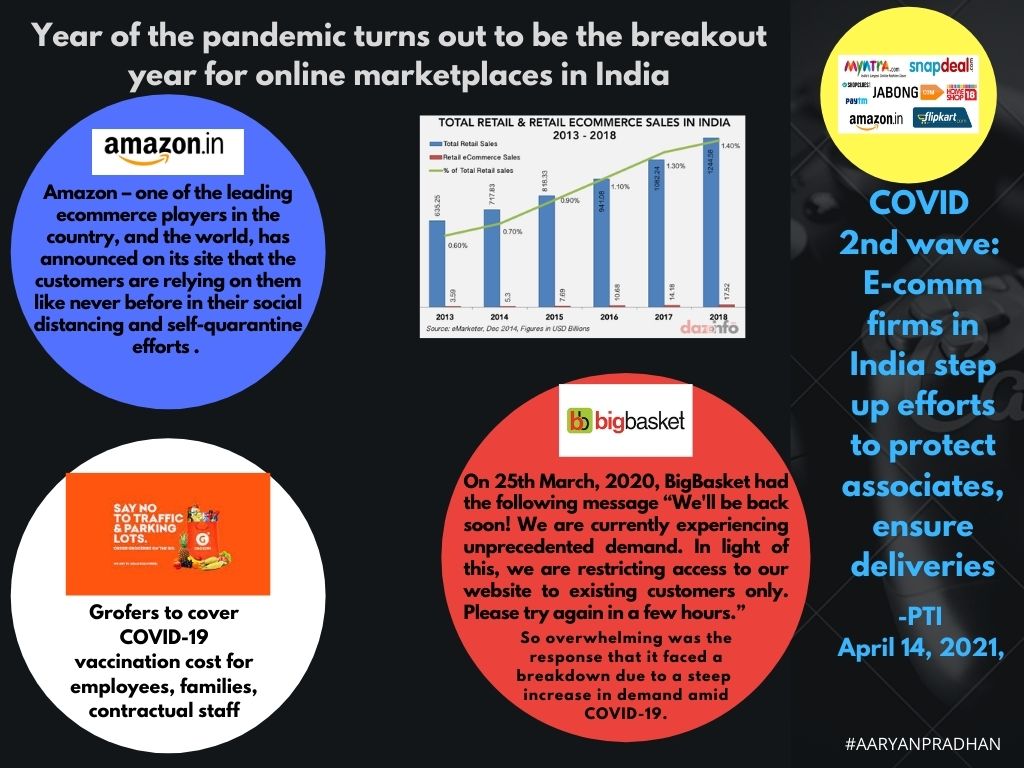 Year of the pandemic turns out to be the breakout
year for online marketplaces in India
amazon.in
Amazon – one of the leading
ecommerce players in the
country, and the world, has
announced on its site that the
customers are relying on them
like never before in their social
distancing and self-quarantine
efforts .
TOTAL RETAIL & RETAIL ECOMMERCE SALES IN INDIA
2013 - 2018
Total Retail Sales
Retail eCommerce Sales
% of Total Retail sales
635.25
717.83
818.33
941.08
1082.24
1244.58
0.60%
0.70%
0.90%
1.10%
1.30%
1.40%
3.59
5.3
7.69
10.68
14.18
17.52
2013 2014 2015 2016 2017 2018
Source: eMarketer, Dec 2014, Figures in USD Billions
dazeinfo
SAY NO
TO TRAFFIC
& PARKING
LOTS.
Grofers to cover
COVID-19
vaccination cost for
employees, families,
contractual staff
bb bigbasket
On 25th March, 2020, BigBasket had
the following message “We’ll be back
soon! We are currently experiencing
unprecedented demand. In light of
this, we are restricting access to our
website to existing customers only.
Please try again in a few hours.”
So overwhelming was the
response that it faced a
breakdown due to a steep
increase in demand amid
COVID-19.
MYNTRA.com snapdeal.com
SHOPCLUES
JABONG.COM HOME SHOP 18
PAYTM
amazon.in flipkart.com
COVID
2nd wave:
E-comm
firms in
India step
up efforts
to protect
associates,
ensure
deliveries
-PTI
April 14, 2021,
#AARYANPRADHAN